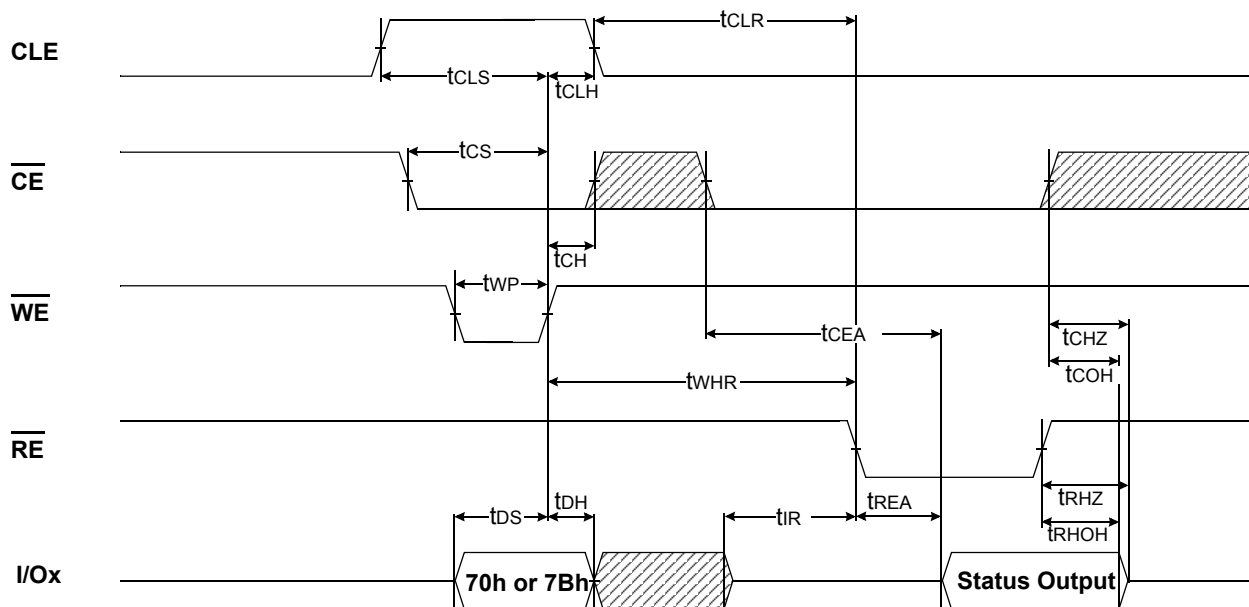 CLE
tCLR
tCLS
tCLH
CE
tCS
tCH
WE
tWP
tCEA
tCHZ
tCOH
tWHR
RE
tDS
tDH
tIR
tREA
tRHZ
tRHOH
I/Ox
70h or 7Bh
Status Output